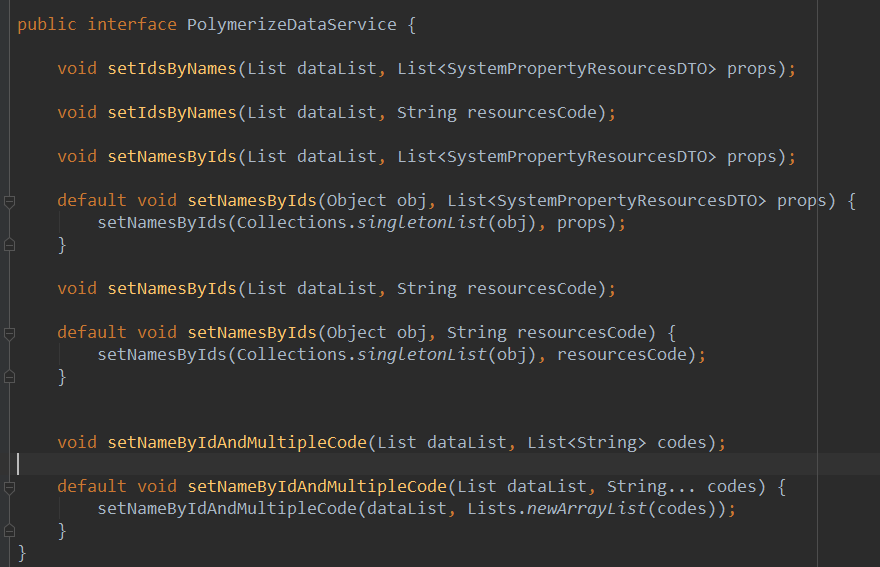 public interface PolymerizeDataService {
void setIdsByNames(List dataList, List<SystemPropertyResourcesDTO> props);
void setIdsByNames(List dataList, String resourcesCode);
void setNamesByIds(List dataList, List<SystemPropertyResourcesDTO> props);
default void setNamesByIds(Object obj, List<SystemPropertyResourcesDTO> props) {
setNamesByIds(Collections.singletonList(obj), props);
}
void setNamesByIds(List dataList, String resourcesCode);
default void setNamesByIds(Object obj, String resourcesCode) {
setNamesByIds(Collections.singletonList(obj), resourcesCode);
}
void setNameByIdAndMultipleCode(List dataList, List<String> codes);
default void setNameByIdAndMultipleCode(List dataList, String... codes) {
setNameByIdAndMultipleCode(dataList, Lists.newArrayList(codes));
}
}